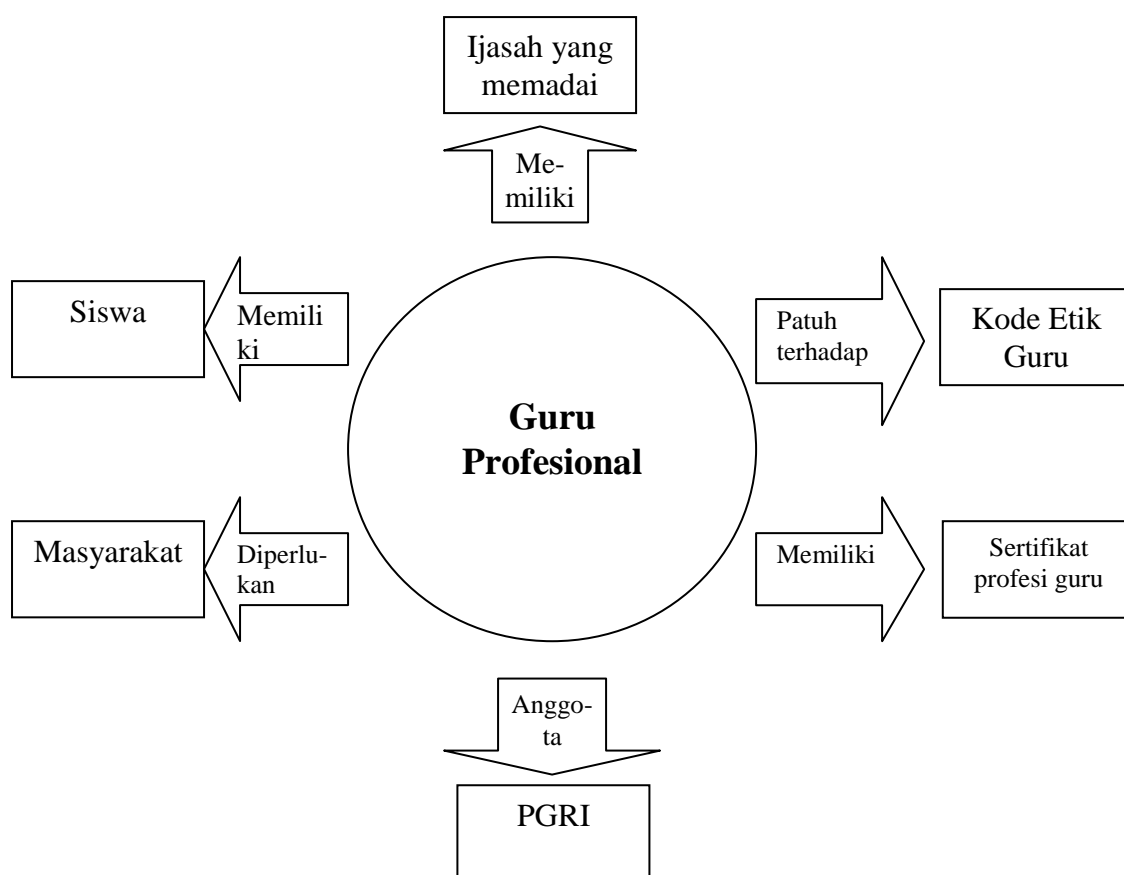 Ijasah yang
memadai
Me-
miliki
Siswa
Memili
ki
Patuh
terhadap
Kode Etik
Guru
Guru
Profesional
Masyarakat
Diperlu-
kan
Memiliki
Sertifikat
profesi guru
Anggo-
ta
PGRI